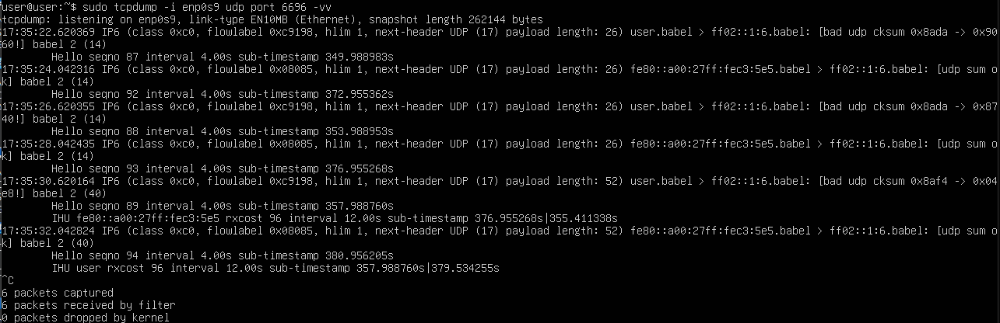 user@user:~$ sudo tcpdump -i enp0s9 udp port 6696 -vv
tcpdump: listening on enp0s9, link-type EN10MB (Ethernet), snapshot length 262144 bytes
17:35:22.620369 IP6 (class 0xc0, flowlabel 0xc9198, hlim 1, next-header UDP (17) payload length: 26) user.babel > ff02::1:6.babel: [bad udp cksum 0x8ada -> 0x90
60!] babel 2 (14)
        Hello seqno 87 interval 4.00s sub-timestamp 349.988983s
17:35:24.042316 IP6 (class 0xc0, flowlabel 0x08085, hlim 1, next-header UDP (17) payload length: 26) fe80::a00:27ff:fec3:5e5.babel > ff02::1:6.babel: [udp sum o
k] babel 2 (14)
        Hello seqno 92 interval 4.00s sub-timestamp 372.955362s
17:35:26.620355 IP6 (class 0xc0, flowlabel 0xc9198, hlim 1, next-header UDP (17) payload length: 26) user.babel > ff02::1:6.babel: [bad udp cksum 0x8ada -> 0x87
40!] babel 2 (14)
        Hello seqno 88 interval 4.00s sub-timestamp 353.988953s
17:35:28.042435 IP6 (class 0xc0, flowlabel 0x08085, hlim 1, next-header UDP (17) payload length: 26) fe80::a00:27ff:fec3:5e5.babel > ff02::1:6.babel: [udp sum o
k] babel 2 (14)
        Hello seqno 93 interval 4.00s sub-timestamp 376.955268s
17:35:30.620164 IP6 (class 0xc0, flowlabel 0xc9198, hlim 1, next-header UDP (17) payload length: 52) user.babel > ff02::1:6.babel: [bad udp cksum 0x8af4 -> 0x04
e8!] babel 2 (40)
        Hello seqno 89 interval 4.00s sub-timestamp 357.988760s
        IHU fe80::a00:27ff:fec3:5e5 rxcost 96 interval 12.00s sub-timestamp 376.955268s|355.411338s
17:35:32.042824 IP6 (class 0xc0, flowlabel 0x08085, hlim 1, next-header UDP (17) payload length: 52) fe80::a00:27ff:fec3:5e5.babel > ff02::1:6.babel: [udp sum o
k] babel 2 (40)
        Hello seqno 94 interval 4.00s sub-timestamp 380.956205s
        IHU user rxcost 96 interval 12.00s sub-timestamp 357.988760s|379.534255s
^C
6 packets captured
6 packets received by filter
0 packets dropped by kernel